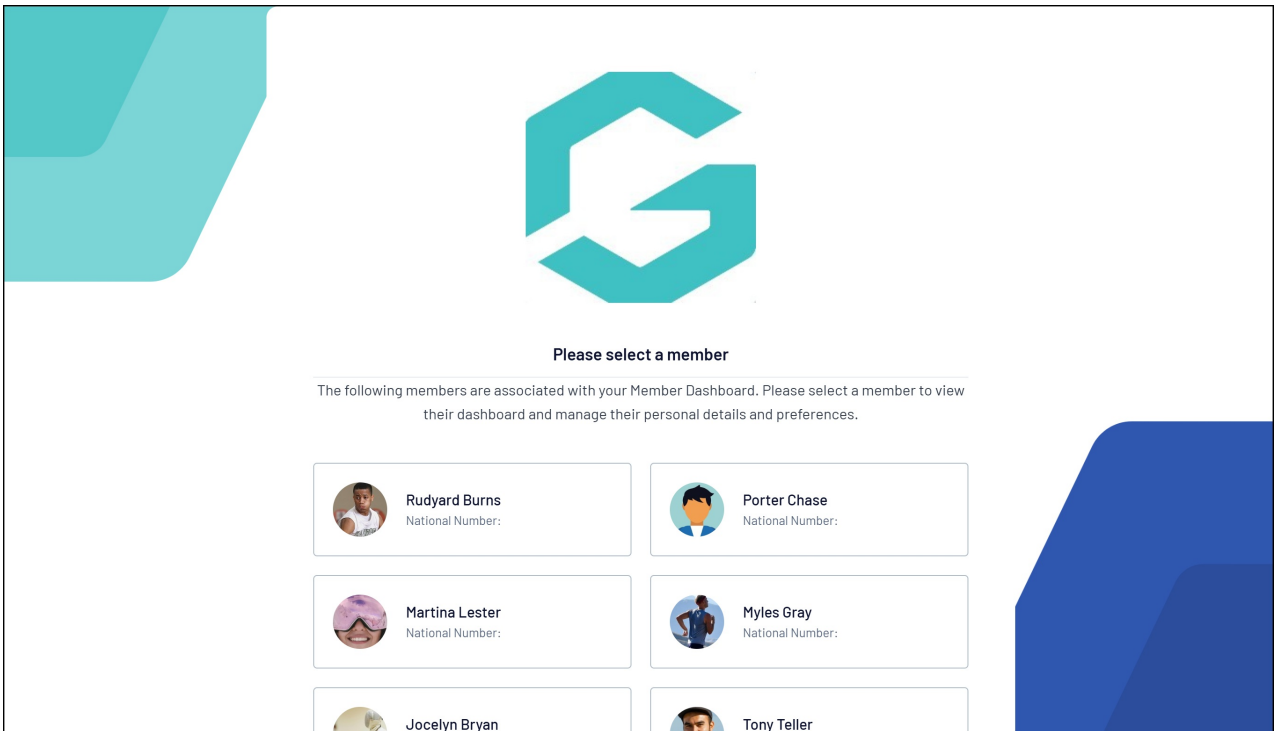 Please select a member
The following members are associated with your Member Dashboard. Please select a member to view
their dashboard and manage their personal details and preferences.
Rudyard Burns
National Number:
Porter Chase
National Number:
Martina Lester
National Number:
Myles Gray
National Number:
Jocelyn Bryan
Tony Teller